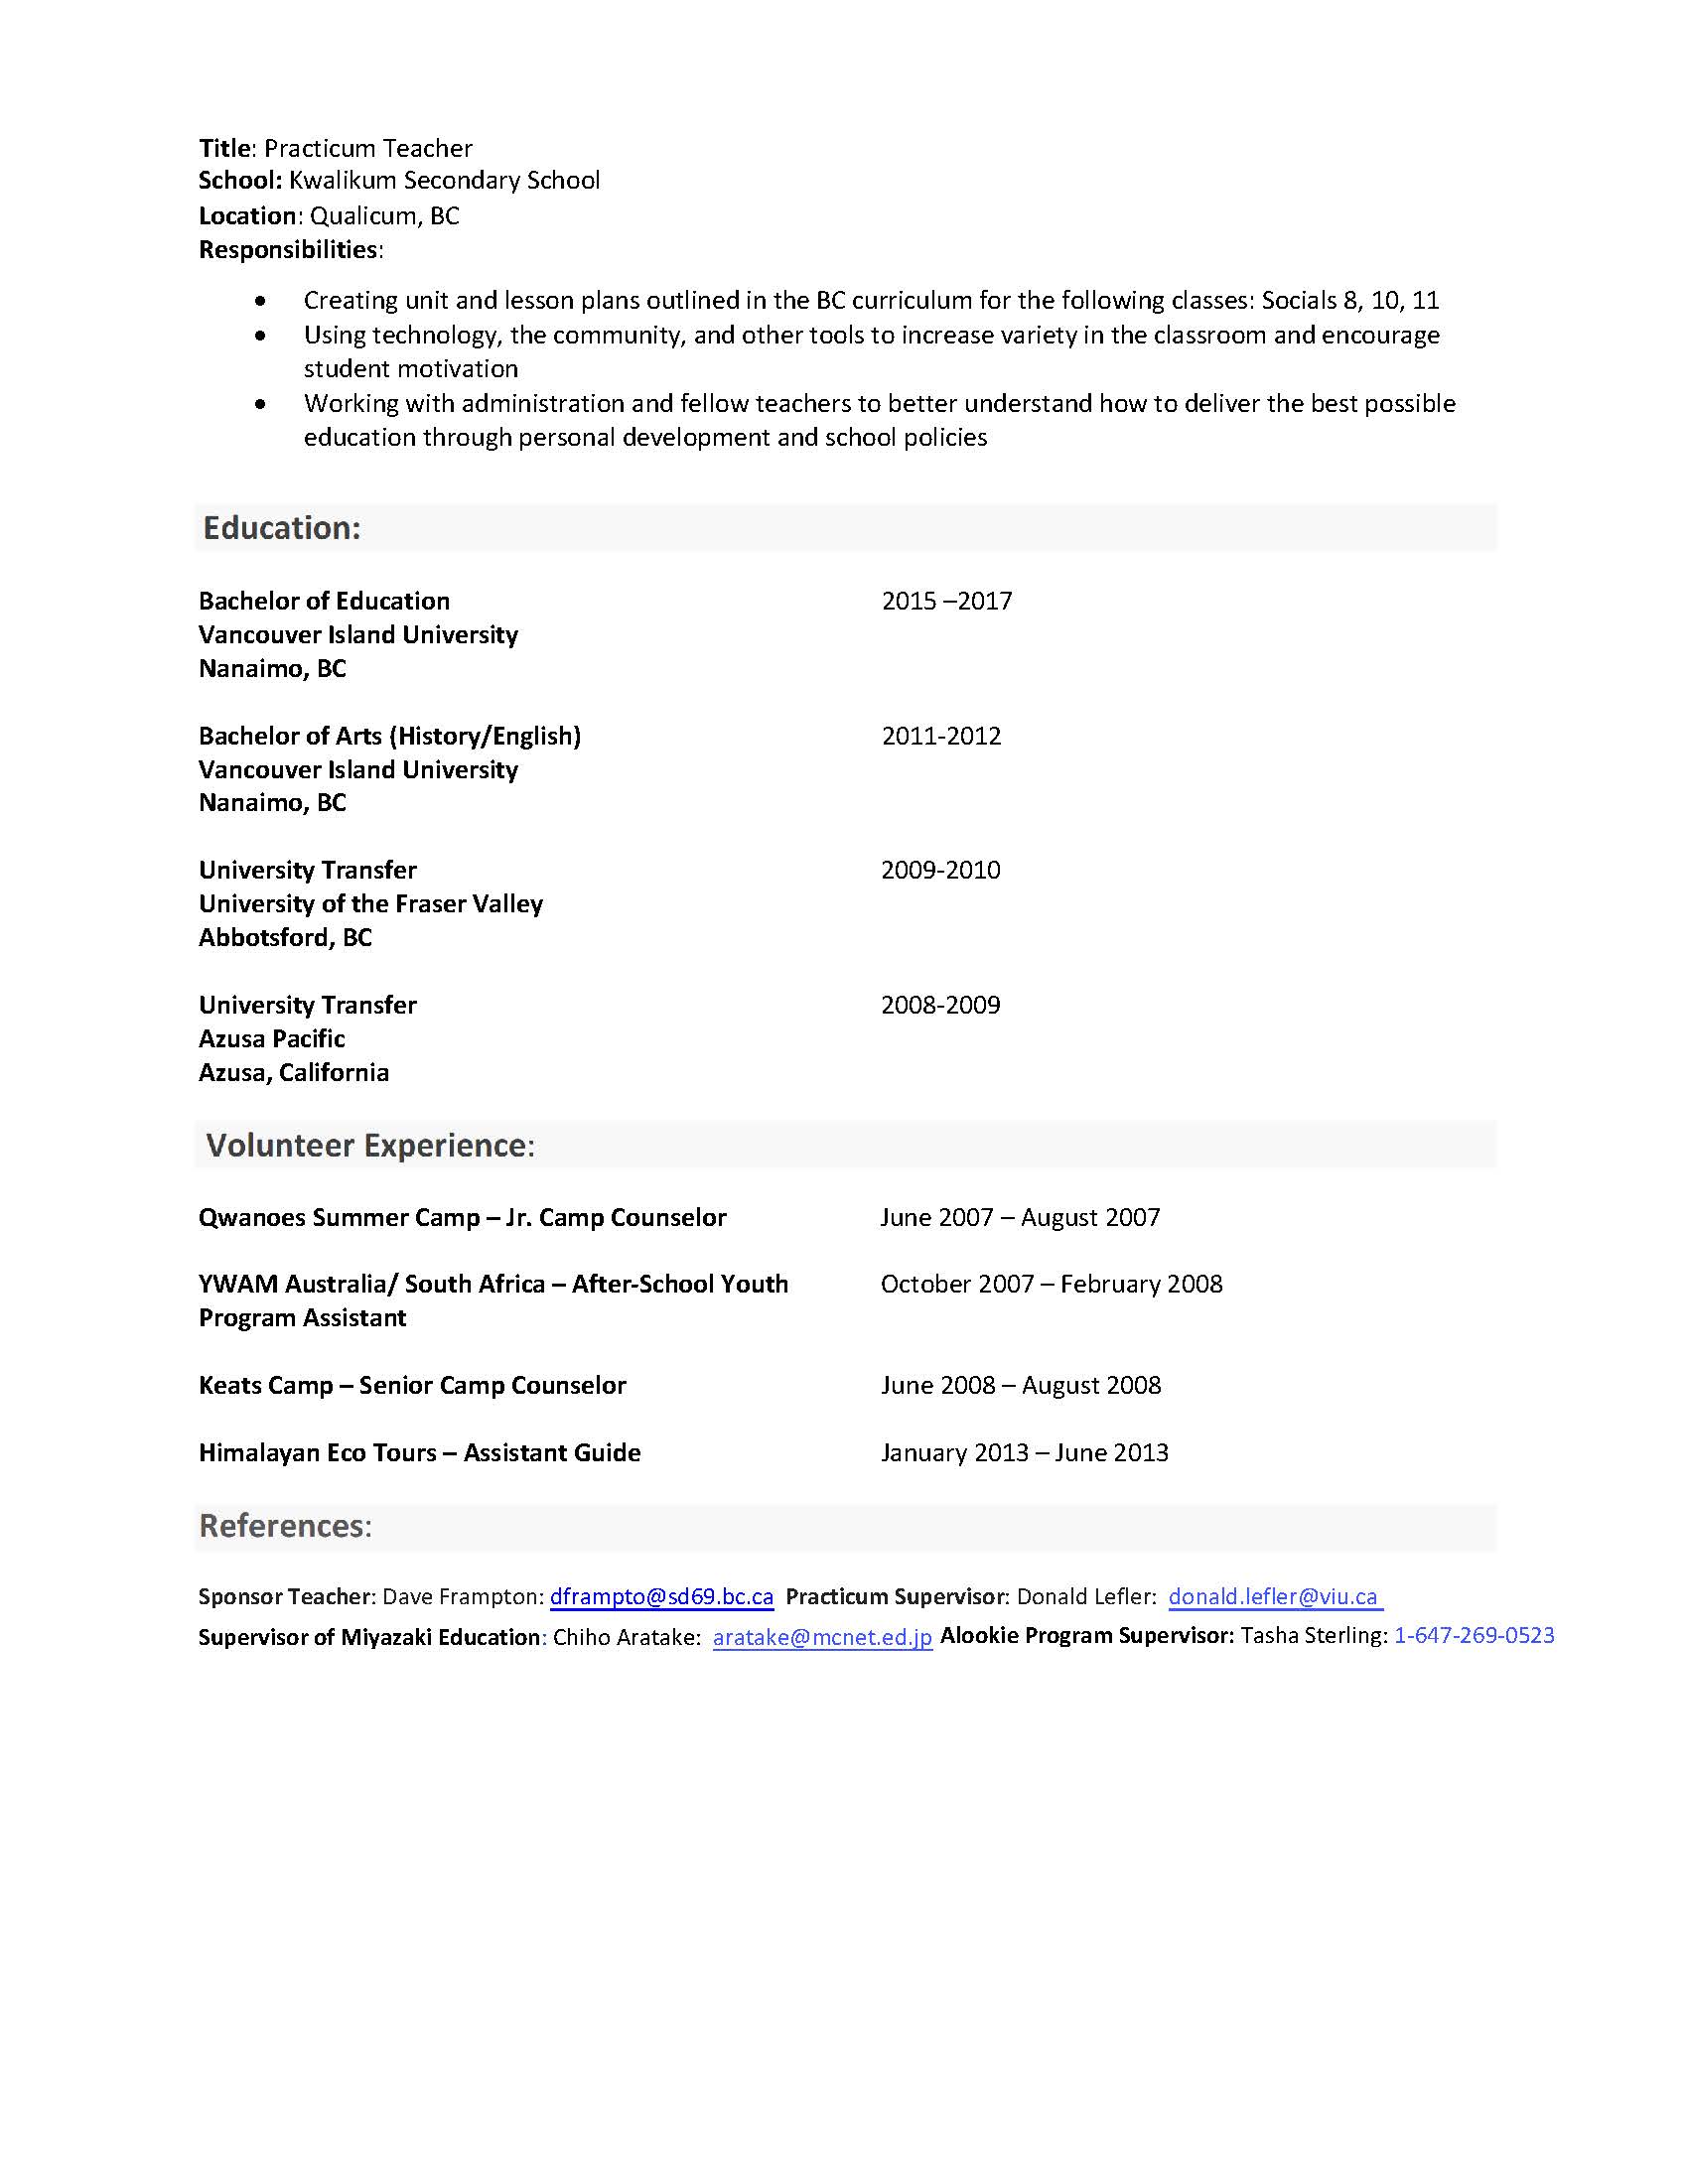 Title: Practicum Teacher
School: Kwalikum Secondary School
Location: Qualicum, BC
Responsibilities:
• Creating unit and lesson plans outlined in the BC curriculum for the following classes: Socials 8, 10, 11
• Using technology, the community, and other tools to increase variety in the classroom and encourage
student motivation
• Working with administration and fellow teachers to better understand how to deliver the best possible
education through personal development and school policies
Education:
Bachelor of Education 2015 –2017
Vancouver Island University
Nanaimo, BC
Bachelor of Arts (History/English) 2011-2012
Vancouver Island University
Nanaimo, BC
University Transfer 2009-2010
University of the Fraser Valley
Abbotsford, BC
University Transfer 2008-2009
Azusa Pacific
Azusa, California
Volunteer Experience:
Qwanoes Summer Camp – Jr. Camp Counselor June 2007 – August 2007
YWAM Australia/ South Africa – After-School Youth October 2007 – February 2008
Program Assistant
Keats Camp – Senior Camp Counselor June 2008 – August 2008
Himalayan Eco Tours – Assistant Guide January 2013 – June 2013
References:
Sponsor Teacher: Dave Frampton: dframpto@sd69.bc.ca Practicum Supervisor: Donald Lefler: donald.lefler@viu.ca
Supervisor of Miyazaki Education: Chiho Aratake: aratake@mcnet.ed.jp Alookie Program Supervisor: Tasha Sterling: 1-647-269-0523